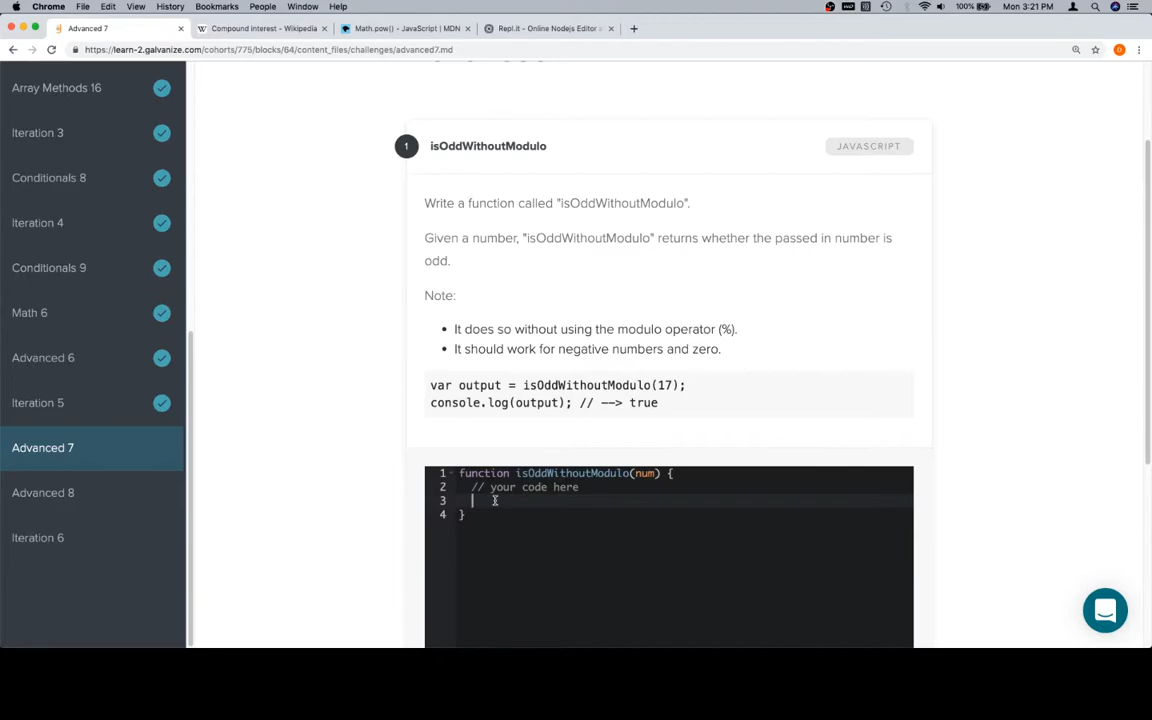 Chrome File Edit View History Bookmarks People Window Help 100% Mon 3:21 PM
Advanced 7 Compound Interest - Wikipedia Math.pow() - JavaScript | MDN Repl.it - Online Nodejs Editor a
https://learn-2.galvanize.com/cohorts/775/blocks/64/content_files/challenges/advanced7.md
Array Methods 16
Iteration 3
Conditionals 8
Iteration 4
Conditionals 9
Math 6
Advanced 6
Iteration 5
Advanced 7
Advanced 8
Iteration 6
1 isOddWithoutModulo JAVASCRIPT
Write a function called "isOddWithoutModulo".
Given a number, "isOddWithoutModulo" returns whether the passed in number is
odd.
Note:
• It does so without using the modulo operator (%).
• It should work for negative numbers and zero.
var output = isOddWithoutModulo(17);
console.log(output); // --> true
1 function isOddWithoutModulo(num) {
2 // your code here
3
4 }